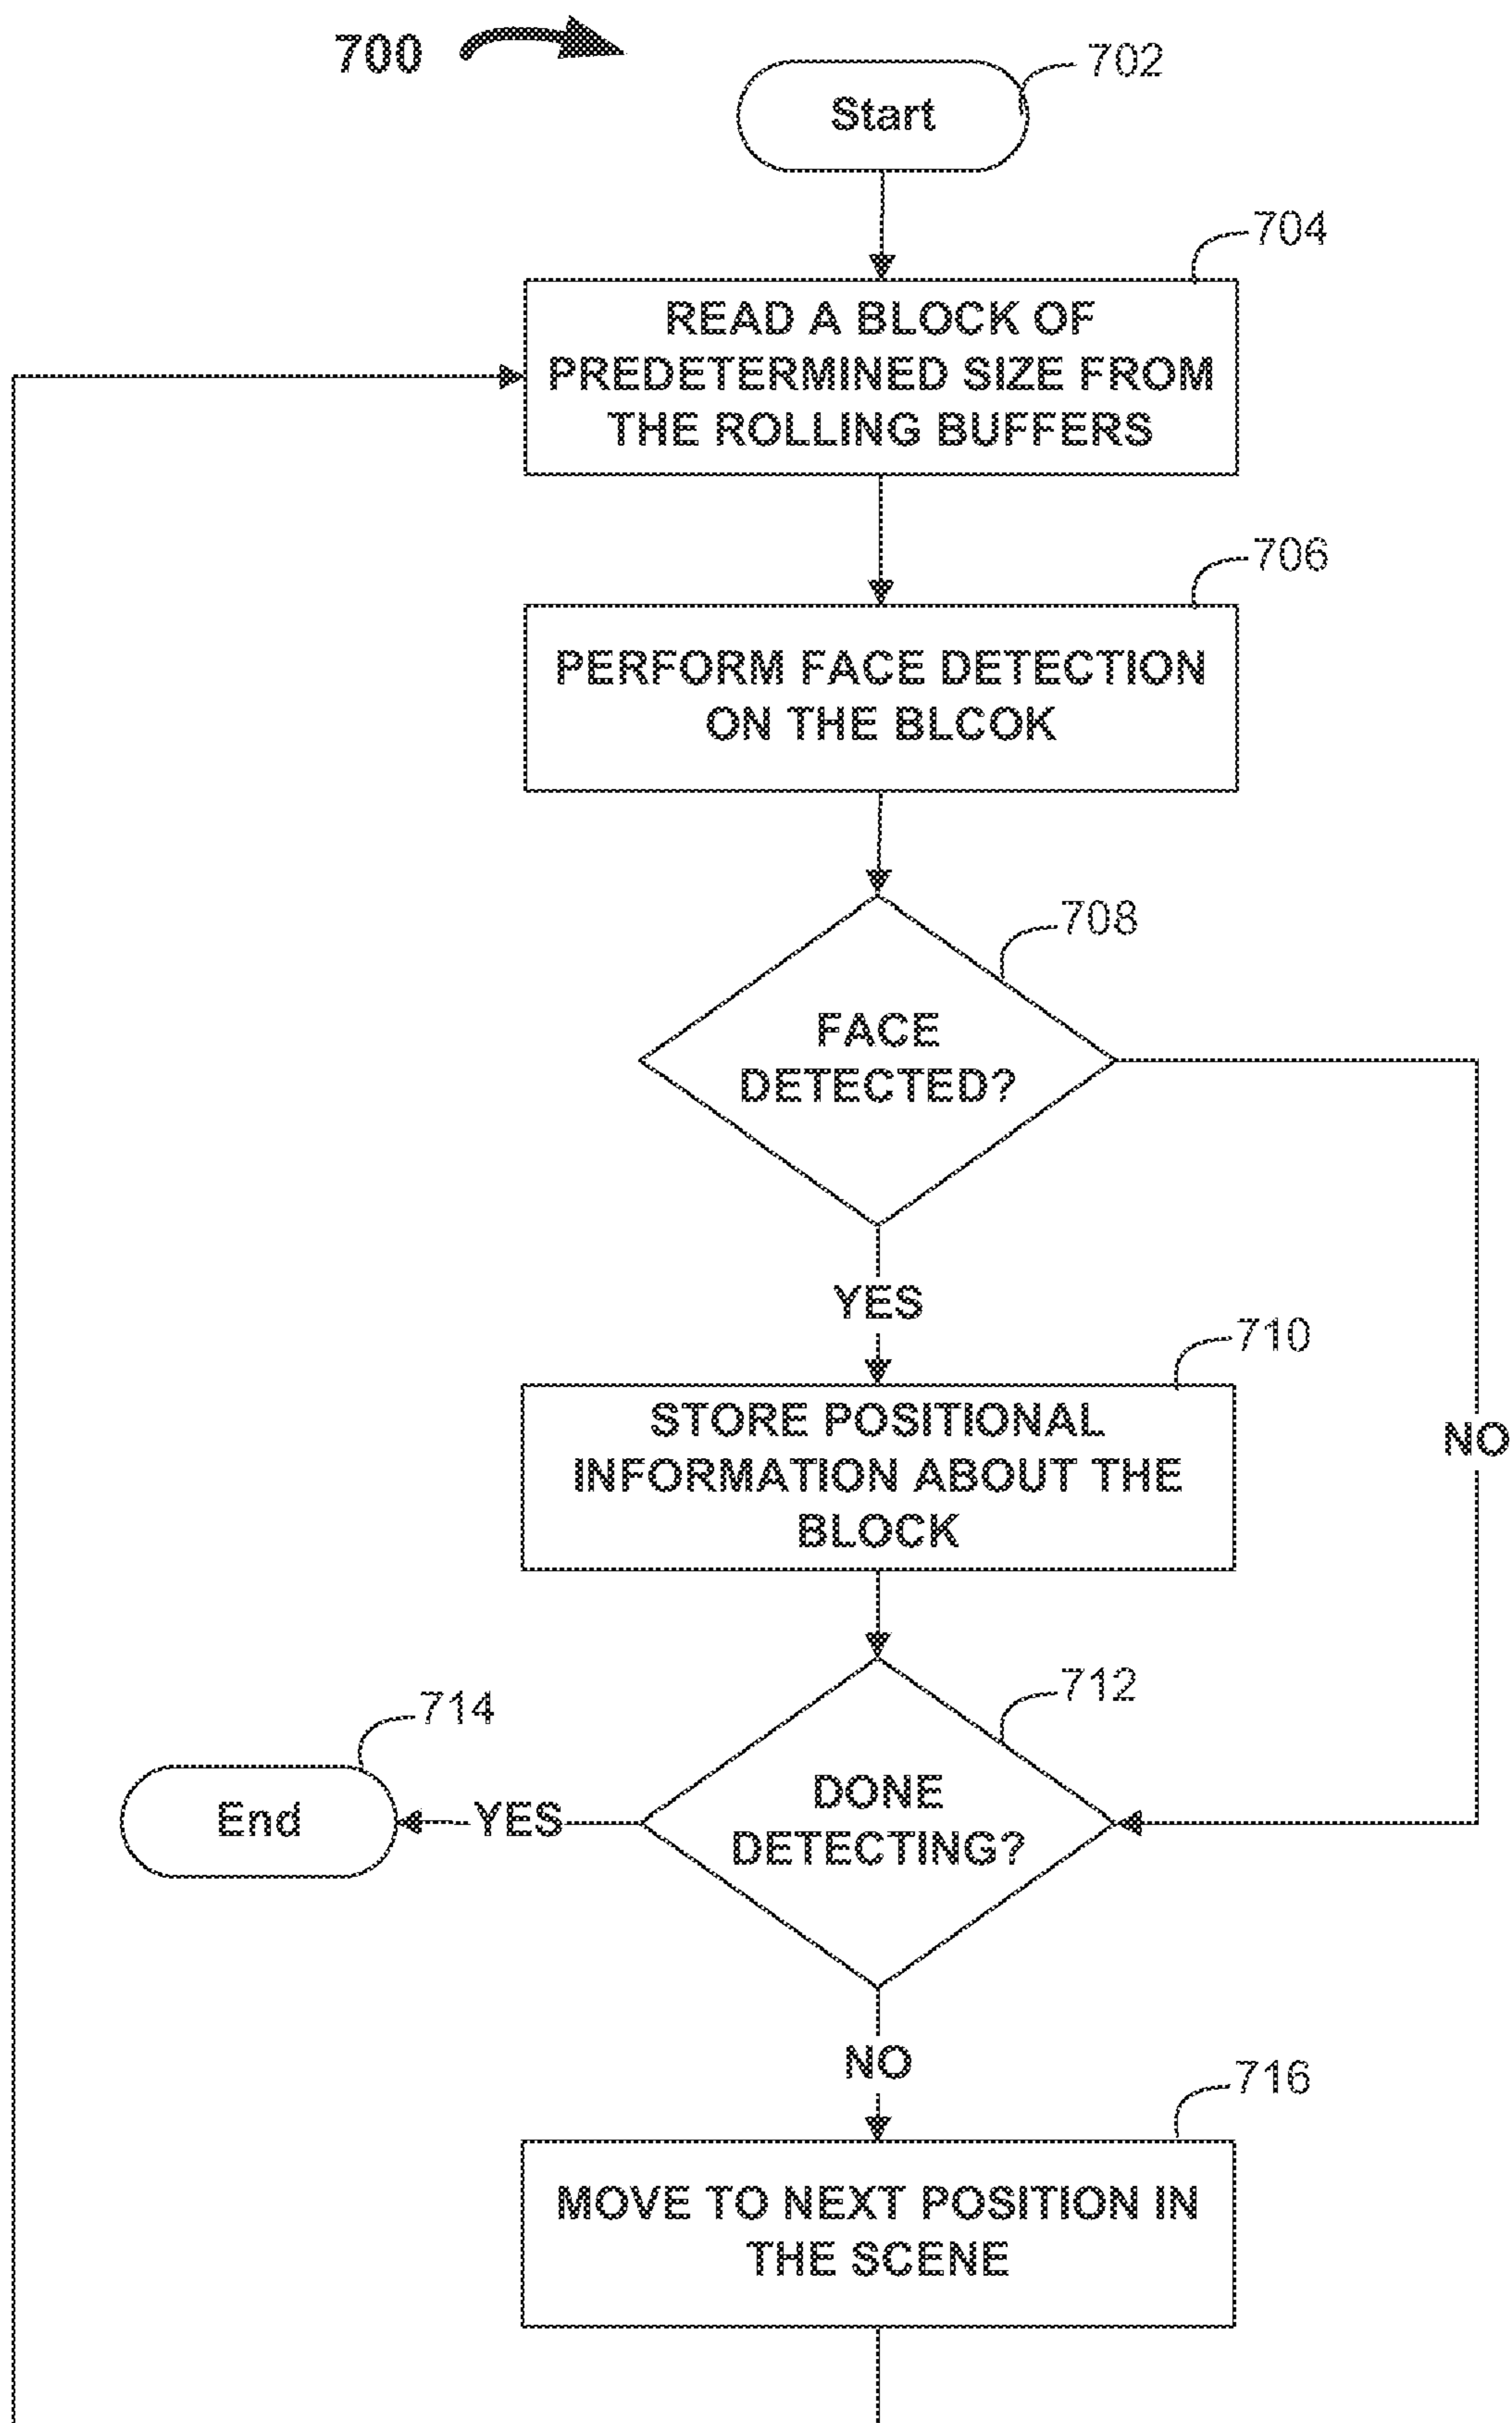 700
702
Start
704
READ A BLOCK OF
PREDETERMINED SIZE FROM
THE ROLLING BUFFERS
706
PERFORM FACE DETECTION
ON THE BLCOK
708
FACE
DETECTED?
YES
710
STORE POSITIONAL
INFORMATION ABOUT THE
BLOCK
NO
712
714
DONE
DETECTING?
YES
End
NO
716
MOVE TO NEXT POSITION IN
THE SCENE